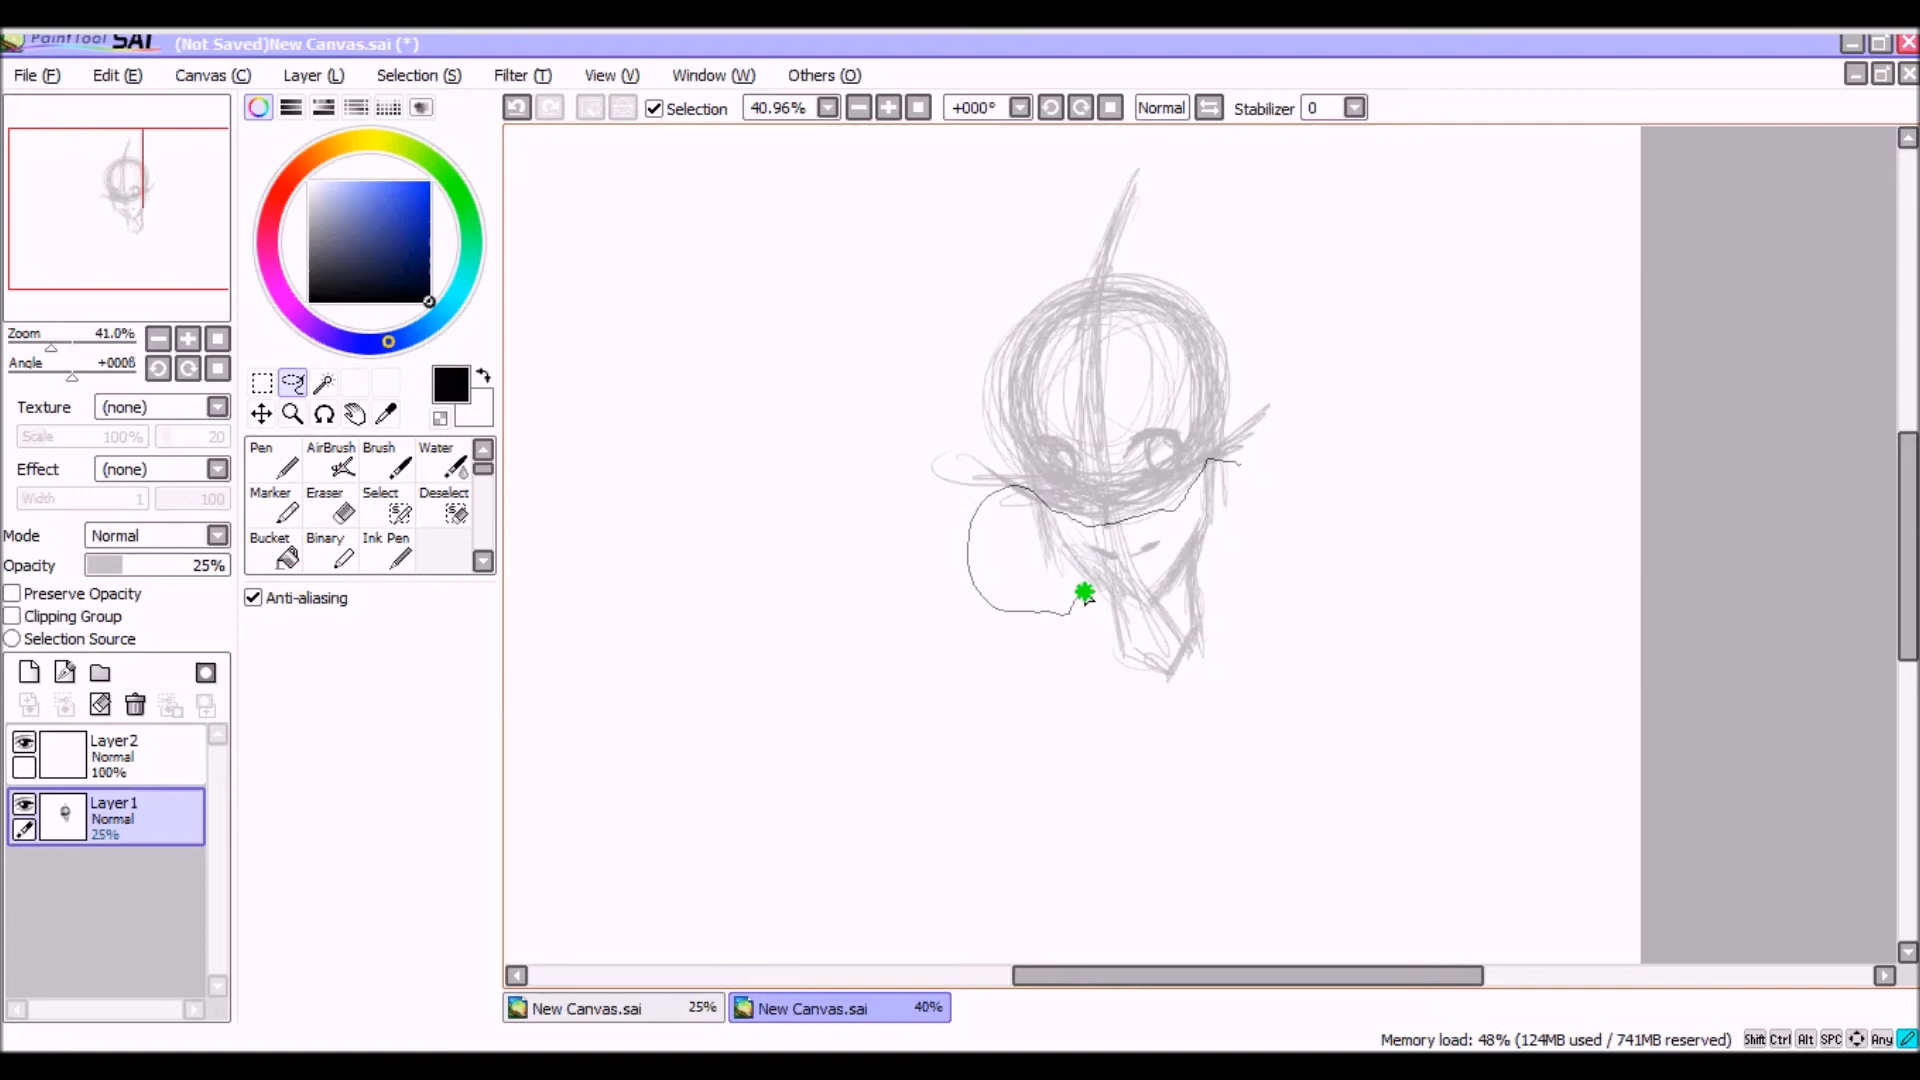 PaintTool SAI (Not Saved)New Canvas.sai (*)
File (F) Edit (E) Canvas (C) Layer (L) Selection (S) Filter (T) View (V) Window (W) Others (O)
Selection 40.96% +000° Normal Stabilizer 0
Zoom 41.0%
Angle +000ß
Texture (none)
Scale 100% 20
Effect (none)
Width 1 100
Mode Normal
Opacity 25%
Preserve Opacity
Clipping Group
Selection Source
Pen AirBrush Brush Water
Marker Eraser Select Deselect
Bucket Binary Ink Pen
Anti-aliasing
Layer2
Normal
100%
Layer1
Normal
25%
New Canvas.sai 25% New Canvas.sai 40%
Memory load: 48% (124MB used / 741MB reserved) Shift Ctrl Alt SPC Any